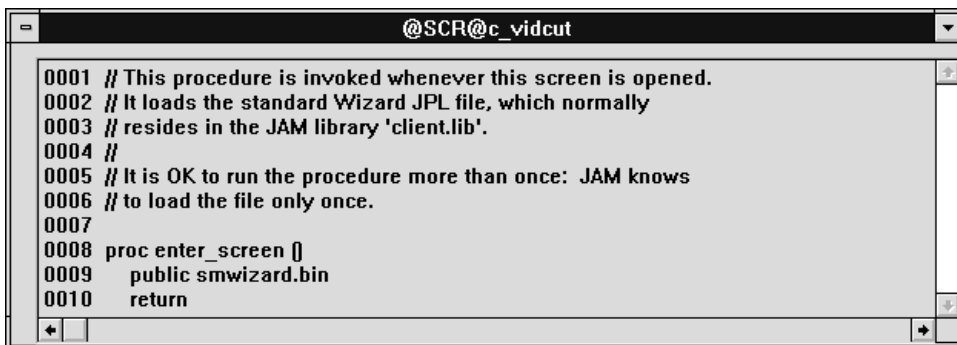 @SCR@c_vidcut
0001 // This procedure is invoked whenever this screen is opened.
0002 // It loads the standard Wizard JPL file, which normally
0003 // resides in the JAM library 'client.lib'.
0004 //
0005 // It is OK to run the procedure more than once:  JAM knows
0006 // to load the file only once.
0007
0008 proc enter_screen ()
0009    public smwizard.bin
0010    return